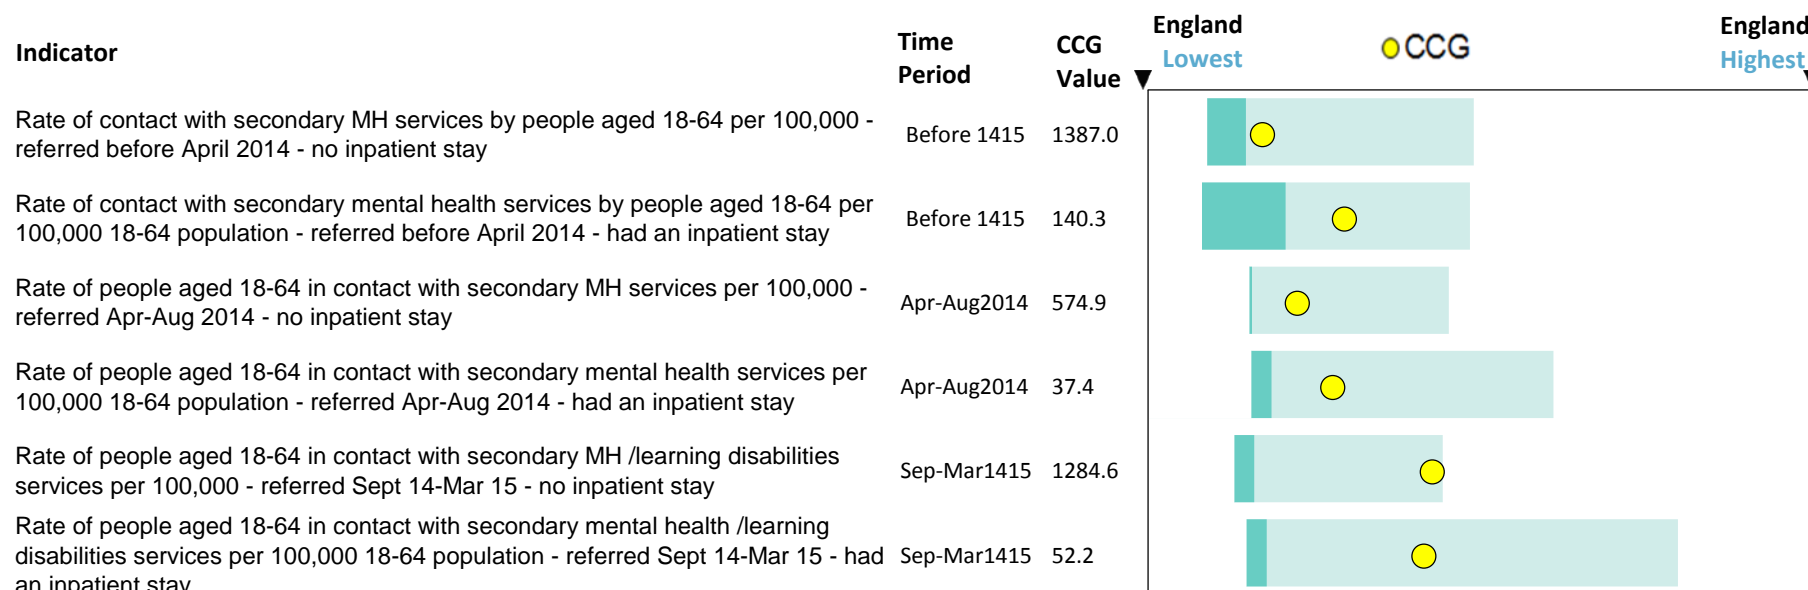 Indicator
Time
Period
CCG
Value
England
Lowest
CCG
England
Highest
Rate of contact with secondary MH services by people aged 18-64 per 100,000 -
referred before April 2014 - no inpatient stay
Before 1415
1387.0
Rate of contact with secondary mental health services by people aged 18-64 per
100,000 18-64 population - referred before April 2014 - had an inpatient stay
Before 1415
140.3
Rate of people aged 18-64 in contact with secondary MH services per 100,000 -
referred Apr-Aug 2014 - no inpatient stay
Apr-Aug2014
574.9
Rate of people aged 18-64 in contact with secondary mental health services per
100,000 18-64 population - referred Apr-Aug 2014 - had an inpatient stay
Apr-Aug2014
37.4
Rate of people aged 18-64 in contact with secondary MH /learning disabilities
services per 100,000 - referred Sept 14-Mar 15 - no inpatient stay
Sep-Mar1415
1284.6
Rate of people aged 18-64 in contact with secondary mental health /learning
disabilities services per 100,000 18-64 population - referred Sept 14-Mar 15 - had
an inpatient stay
Sep-Mar1415
52.2